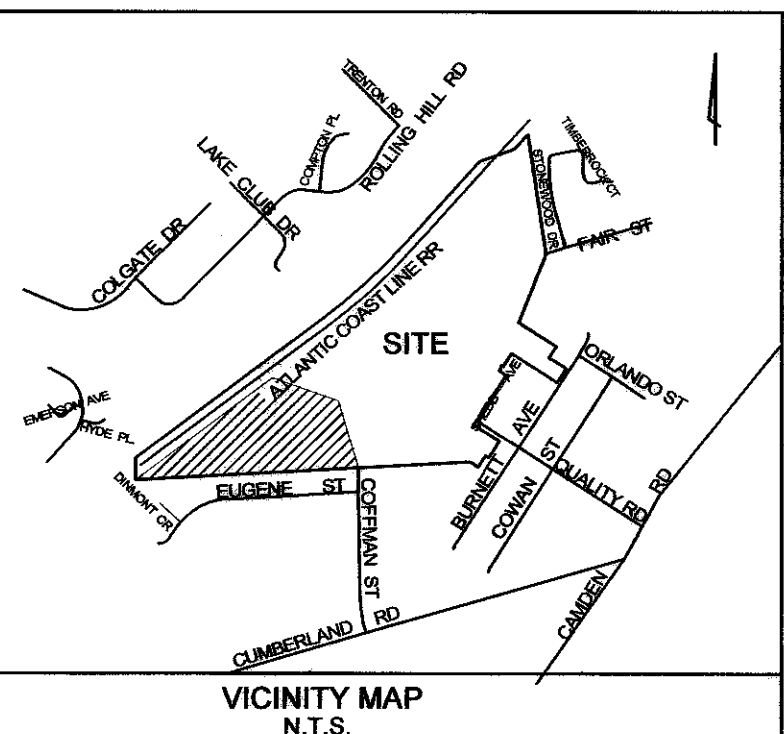 TRENTON RD
COMPTON PL
ROLLING HILL RD
LAKE CLUB DR
COLGATE DR
TIMBERROCK CT
STONEWOOD DR
FAIR ST
ATLANTIC COAST LINE RR
SITE
ORLANDO ST
AVE
EMERSON AVE
HYDE PL
BURNETT AVE
COWAN ST
QUALITY RD
CAMDEN RD
DINMONT CR
EUGENE ST
COFFMAN ST
CUMBERLAND RD
VICINITY MAP
N.T.S.